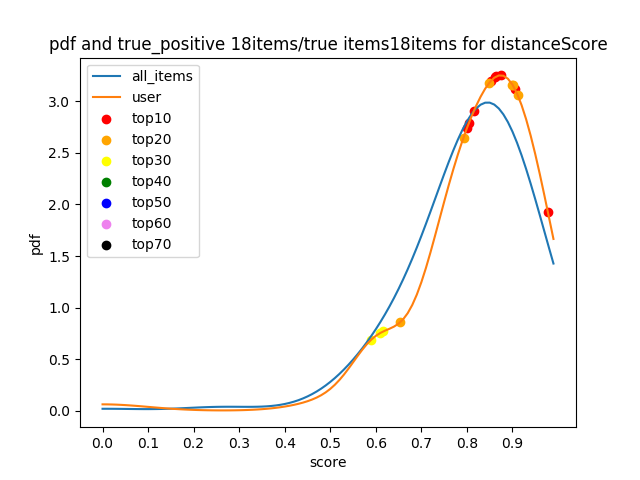 pdf and true_positive 18items/true items18items for distanceScore
all_items
user
top10
top20
top30
top40
top50
top60
top70
3.0
2.5
2.0
1.5
1.0
0.5
0.0
pdf
0.0 0.1 0.2 0.3 0.4 0.5 0.6 0.7 0.8 0.9
score